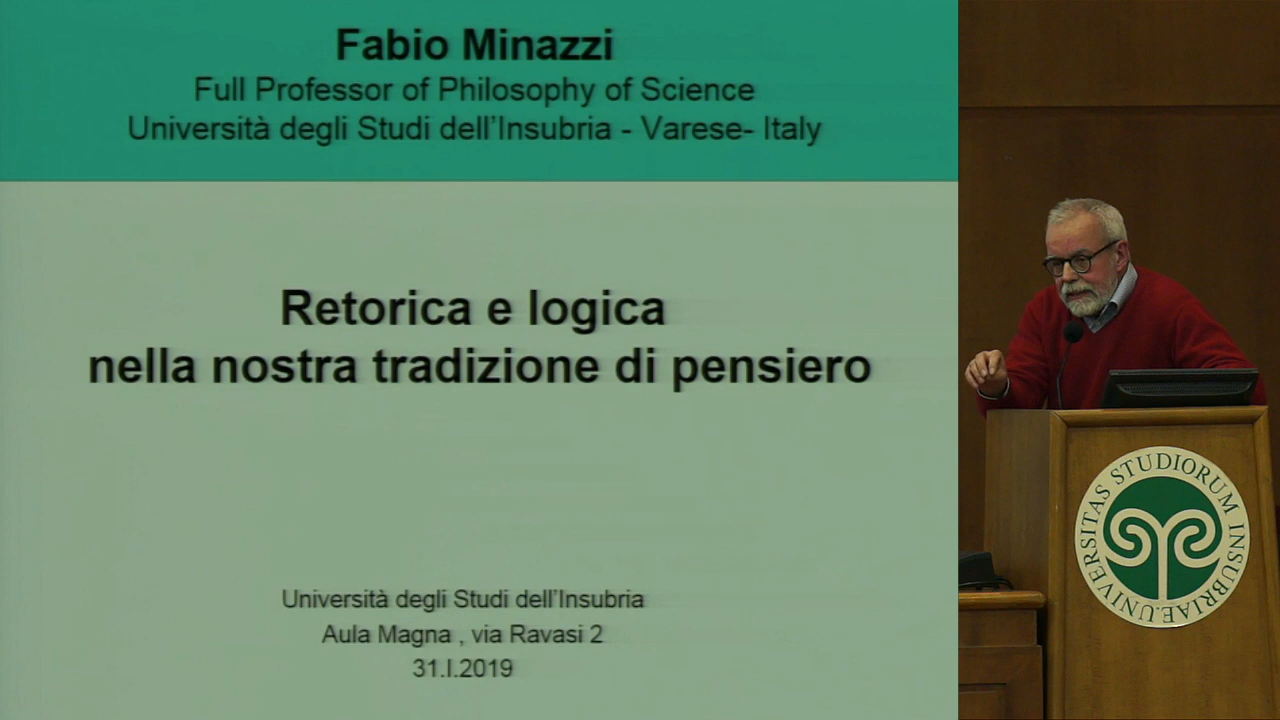 Fabio Minazzi
Full Professor of Philosophy of Science
Università degli Studi dell'Insubria - Varese- Italy
Retorica e logica
nella nostra tradizione di pensiero
Università degli Studi dell'Insubria
Aula Magna , via Ravasi 2
31.I.2019
UNIVERSITAS STUDIORUM INSUBRIAE.